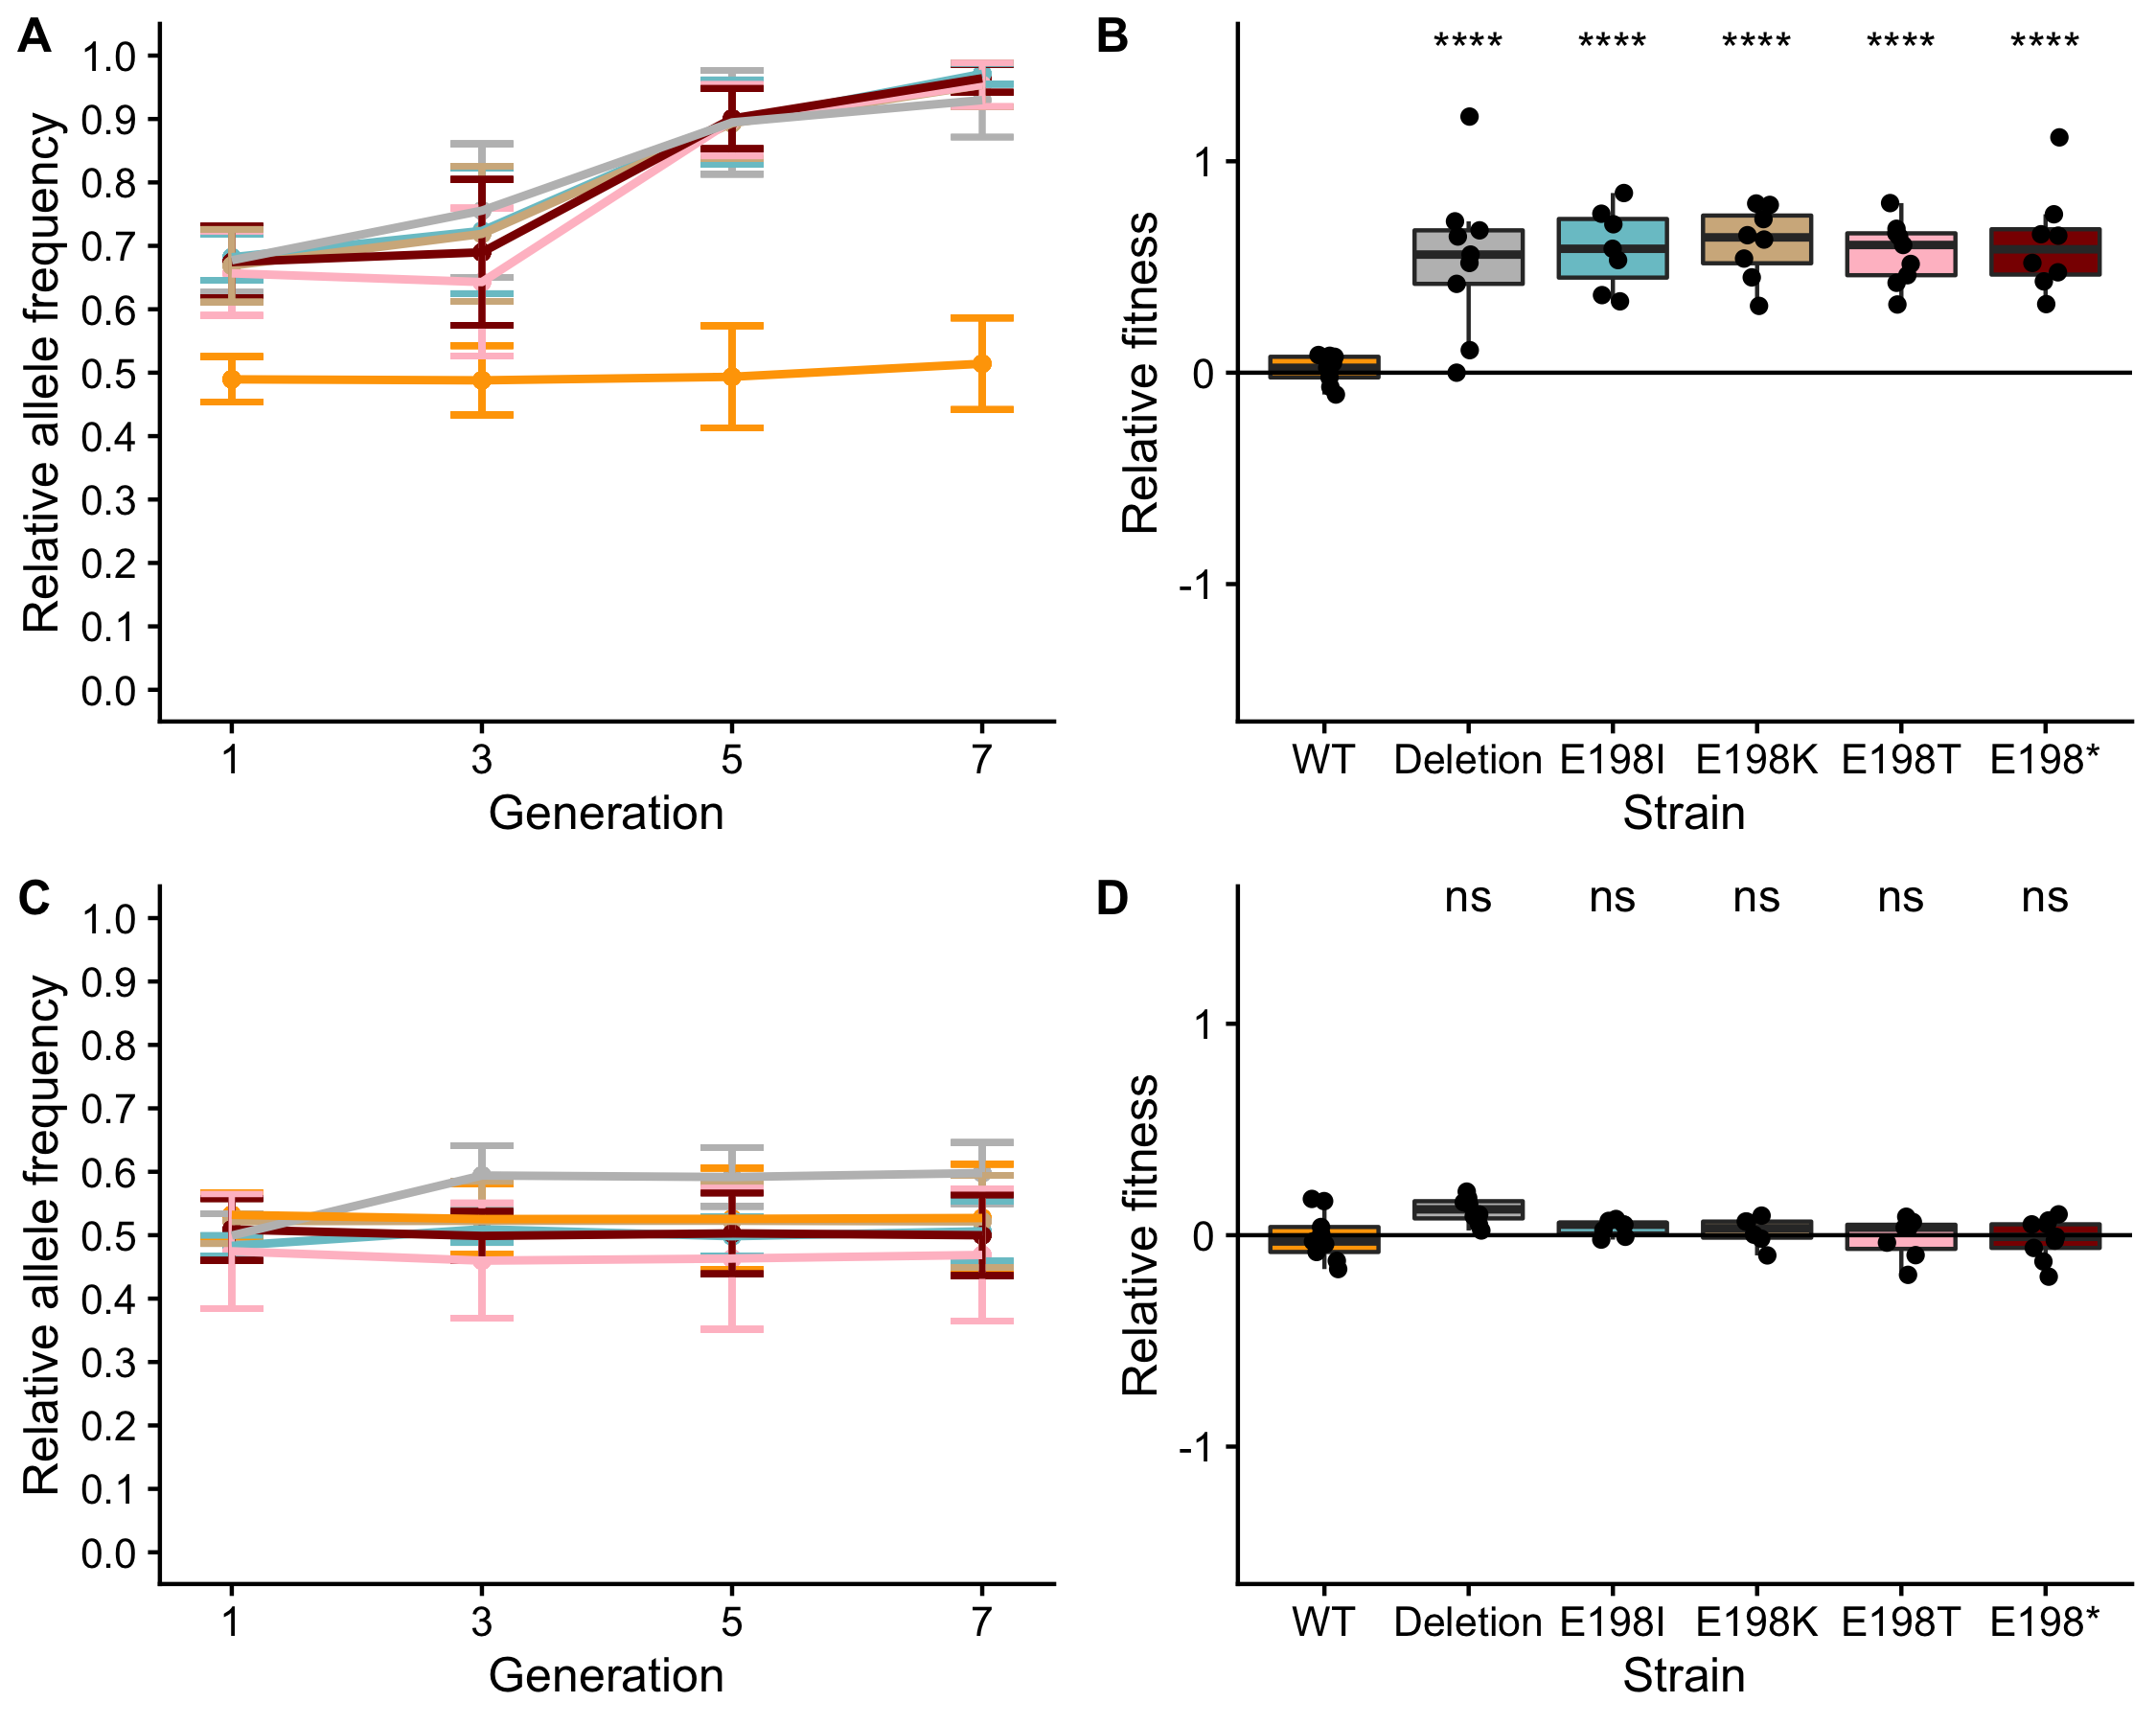 A
Relative allele frequency
1.0
0.9
0.8
0.7
0.6
0.5
0.4
0.3
0.2
0.1
0.0
1 3 5 7
Generation
B
**** **** **** **** ****
Relative fitness
1
0
-1
WT Deletion E198I E198K E198T E198*
Strain
C
Relative allele frequency
1.0
0.9
0.8
0.7
0.6
0.5
0.4
0.3
0.2
0.1
0.0
1 3 5 7
Generation
D
ns ns ns ns ns
Relative fitness
1
0
-1
WT Deletion E198I E198K E198T E198*
Strain